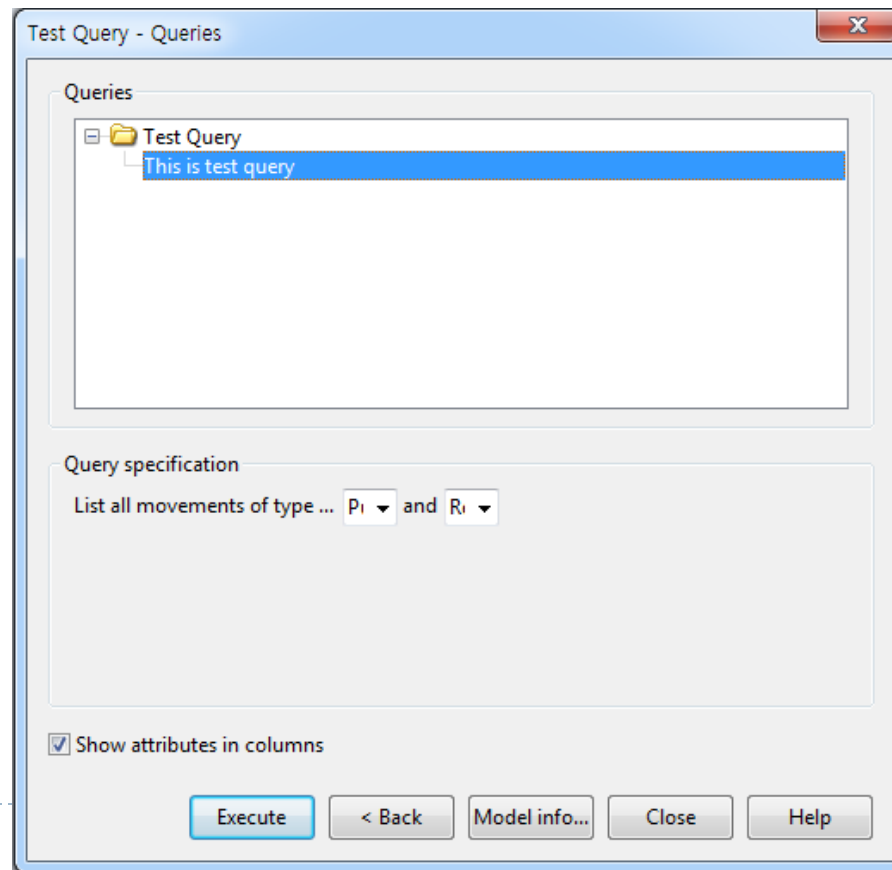 Test Query - Queries
Queries
Test Query
This is test query
Query specification
List all movements of type ... and
Show attributes in columns
Execute < Back Model info... Close Help